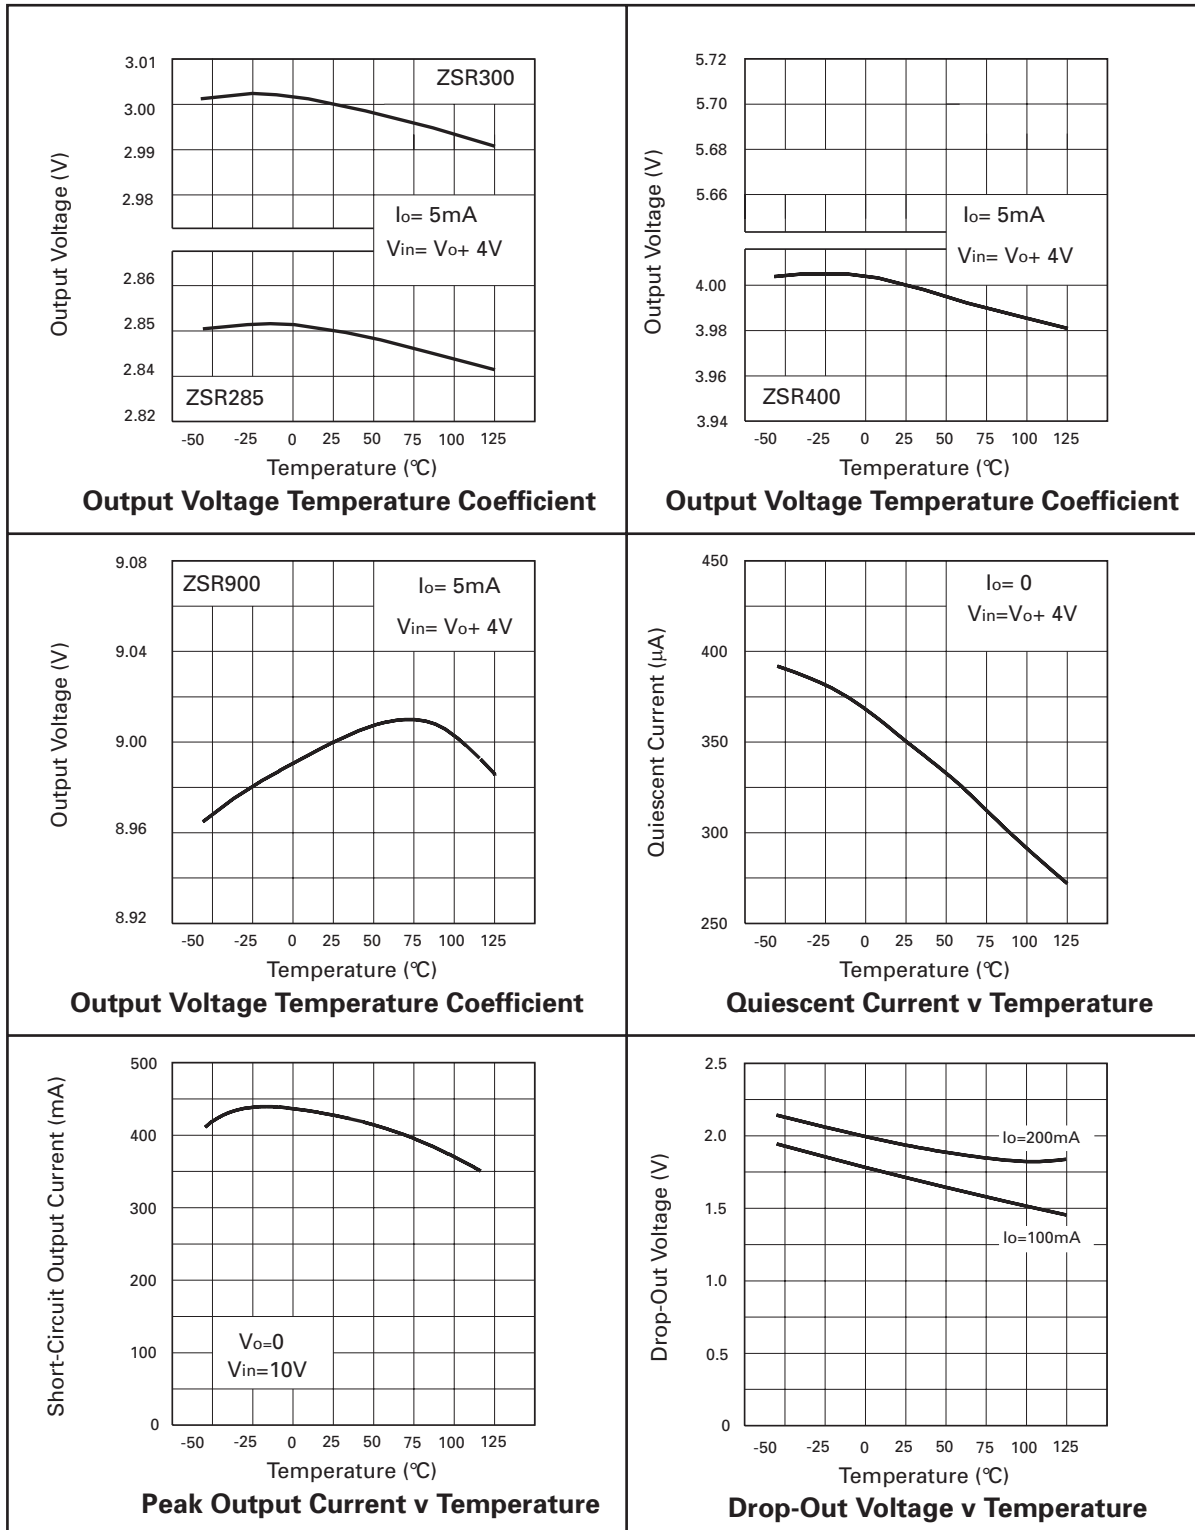 3.01
3.00
2.99
2.98
2.86
2.85
2.84
2.82
Output Voltage (V)
ZSR300
Io= 5mA
Vin= Vo+ 4V
ZSR285
-50 -25 0 25 50 75 100 125
Temperature (°C)
Output Voltage Temperature Coefficient
5.72
5.70
5.68
5.66
4.00
3.98
3.96
3.94
Output Voltage (V)
Io= 5mA
Vin= Vo+ 4V
ZSR400
-50 -25 0 25 50 75 100 125
Temperature (°C)
Output Voltage Temperature Coefficient
9.08
9.04
9.00
8.96
8.92
Output Voltage (V)
ZSR900
Io= 5mA
Vin= Vo+ 4V
-50 -25 0 25 50 75 100 125
Temperature (°C)
Output Voltage Temperature Coefficient
450
400
350
300
250
Quiescent Current (µA)
Io= 0
Vin=Vo+ 4V
-50 -25 0 25 50 75 100 125
Temperature (°C)
Quiescent Current v Temperature
500
400
300
200
100
0
Short-Circuit Output Current (mA)
Vo=0
Vin=10V
-50 -25 0 25 50 75 100 125
Temperature (°C)
Peak Output Current v Temperature
2.5
2.0
1.5
1.0
0.5
0
Drop-Out Voltage (V)
Io=200mA
Io=100mA
-50 -25 0 25 50 75 100 125
Temperature (°C)
Drop-Out Voltage v Temperature